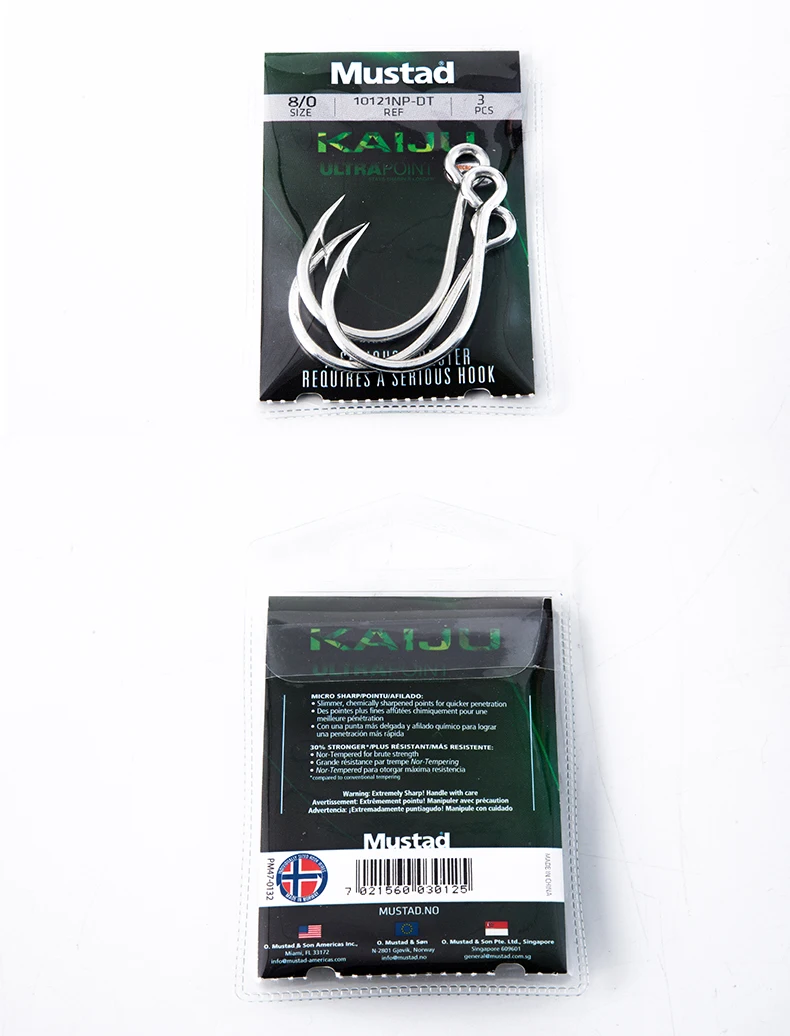 Mustad
8/0 10121NP-DT 3
SIZE REF PCS
KAIJU
ULTRAPOINT
REQUIRES A SERIOUS HOOK
KAIJU
ULTRAPOINT
MICRO SHARP/POINTU/AFILADO:
• Slimmer, chemically sharpened points for quicker penetration
• Des pointes plus fines affûtées chimiquement pour une
meilleure pénétration
• Con una punta más delgada y afilado químico para lograr
una penetración más rápida
30% STRONGER*/PLUS RÉSISTANT/MÁS RESISTENTE:
• Nor-Tempered for brute strength
• Grande résistance par trempe Nor-Tempering
• Nor-Tempered para otorgar máxima resistencia
*compared to conventional tempering
Warning: Extremely Sharp! Handle with care
Avertissement: Extrêmement pointu! Manipuler avec précaution
Advertencia: ¡Extremadamente puntiagudo! Manipule con cuidado
Mustad
PM47-0132
7 021560 030125
MADE IN CHINA
MUSTAD.NO
O. Mustad & Son Americas Inc., O. Mustad & Søn O. Mustad & Son Pte. Ltd., Singapore
Miami, FL 33172 N-2801 Gjovik, Norway Singapore 609601
info@mustad-americas.com info@mustad.no general@mustad.com.sg